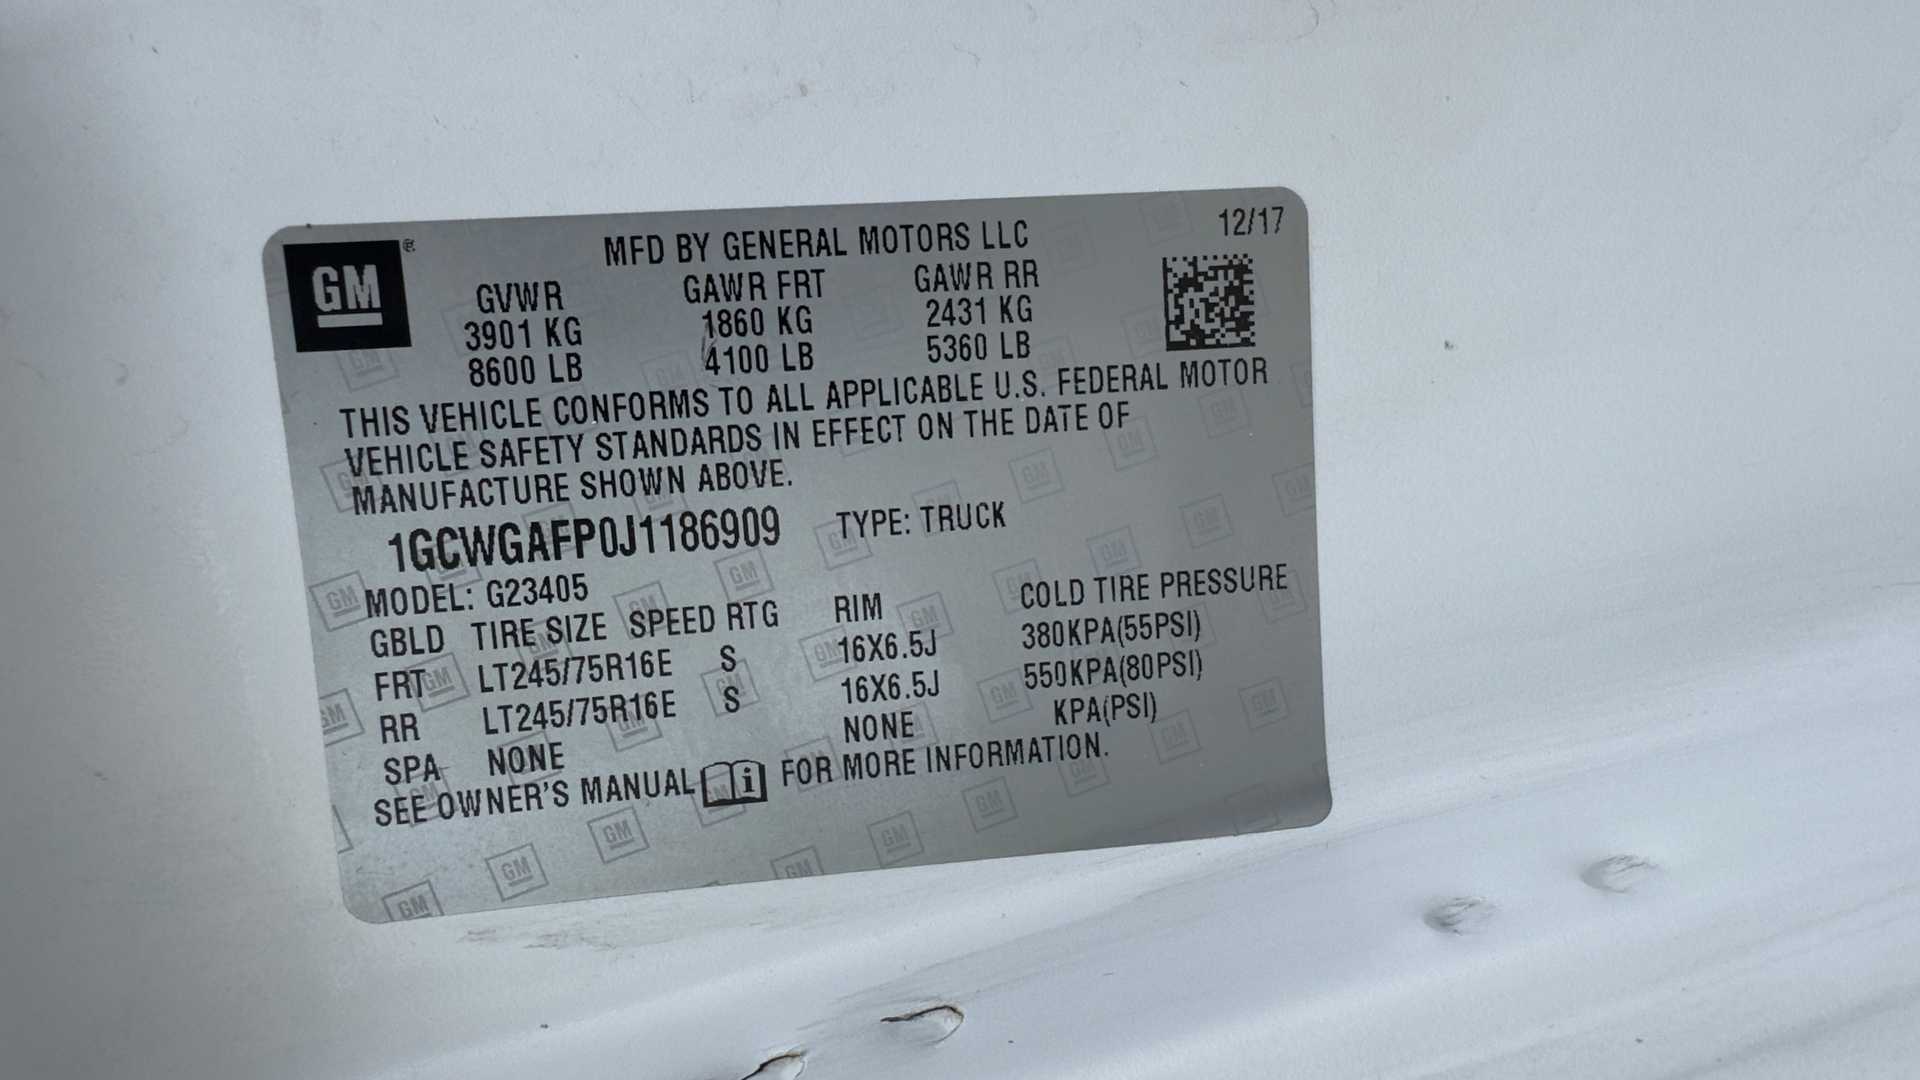 GM ®
MFD BY GENERAL MOTORS LLC 12/17
GVWR GAWR FRT GAWR RR
3901 KG 1860 KG 2431 KG
8600 LB 4100 LB 5360 LB
THIS VEHICLE CONFORMS TO ALL APPLICABLE U.S. FEDERAL MOTOR
VEHICLE SAFETY STANDARDS IN EFFECT ON THE DATE OF
MANUFACTURE SHOWN ABOVE.
1GCWGAFP0J1186909 TYPE: TRUCK
MODEL: G23405
GBLD TIRE SIZE SPEED RTG RIM COLD TIRE PRESSURE
FRT LT245/75R16E S 16X6.5J 380KPA(55PSI)
RR LT245/75R16E S 16X6.5J 550KPA(80PSI)
SPA NONE NONE KPA(PSI)
SEE OWNER'S MANUAL i FOR MORE INFORMATION.